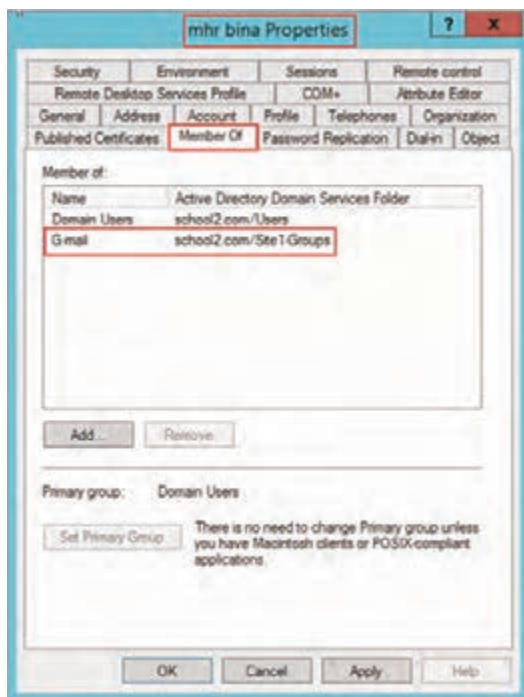 mhr bina Properties
? X
Security Environment Sessions Remote control
Remote Desktop Services Profile COM+ Attribute Editor
General Address Account Profile Telephones Organization
Published Certificates Member Of Password Replication Dial-in Object
Member of:
Name Active Directory Domain Services Folder
Domain Users school2.com/Users
G-mail school2.com/Site1-Groups
Add... Remove
Primary group: Domain Users
Set Primary Group
There is no need to change Primary group unless
you have Macintosh clients or POSIX-compliant
applications.
OK Cancel Apply Help